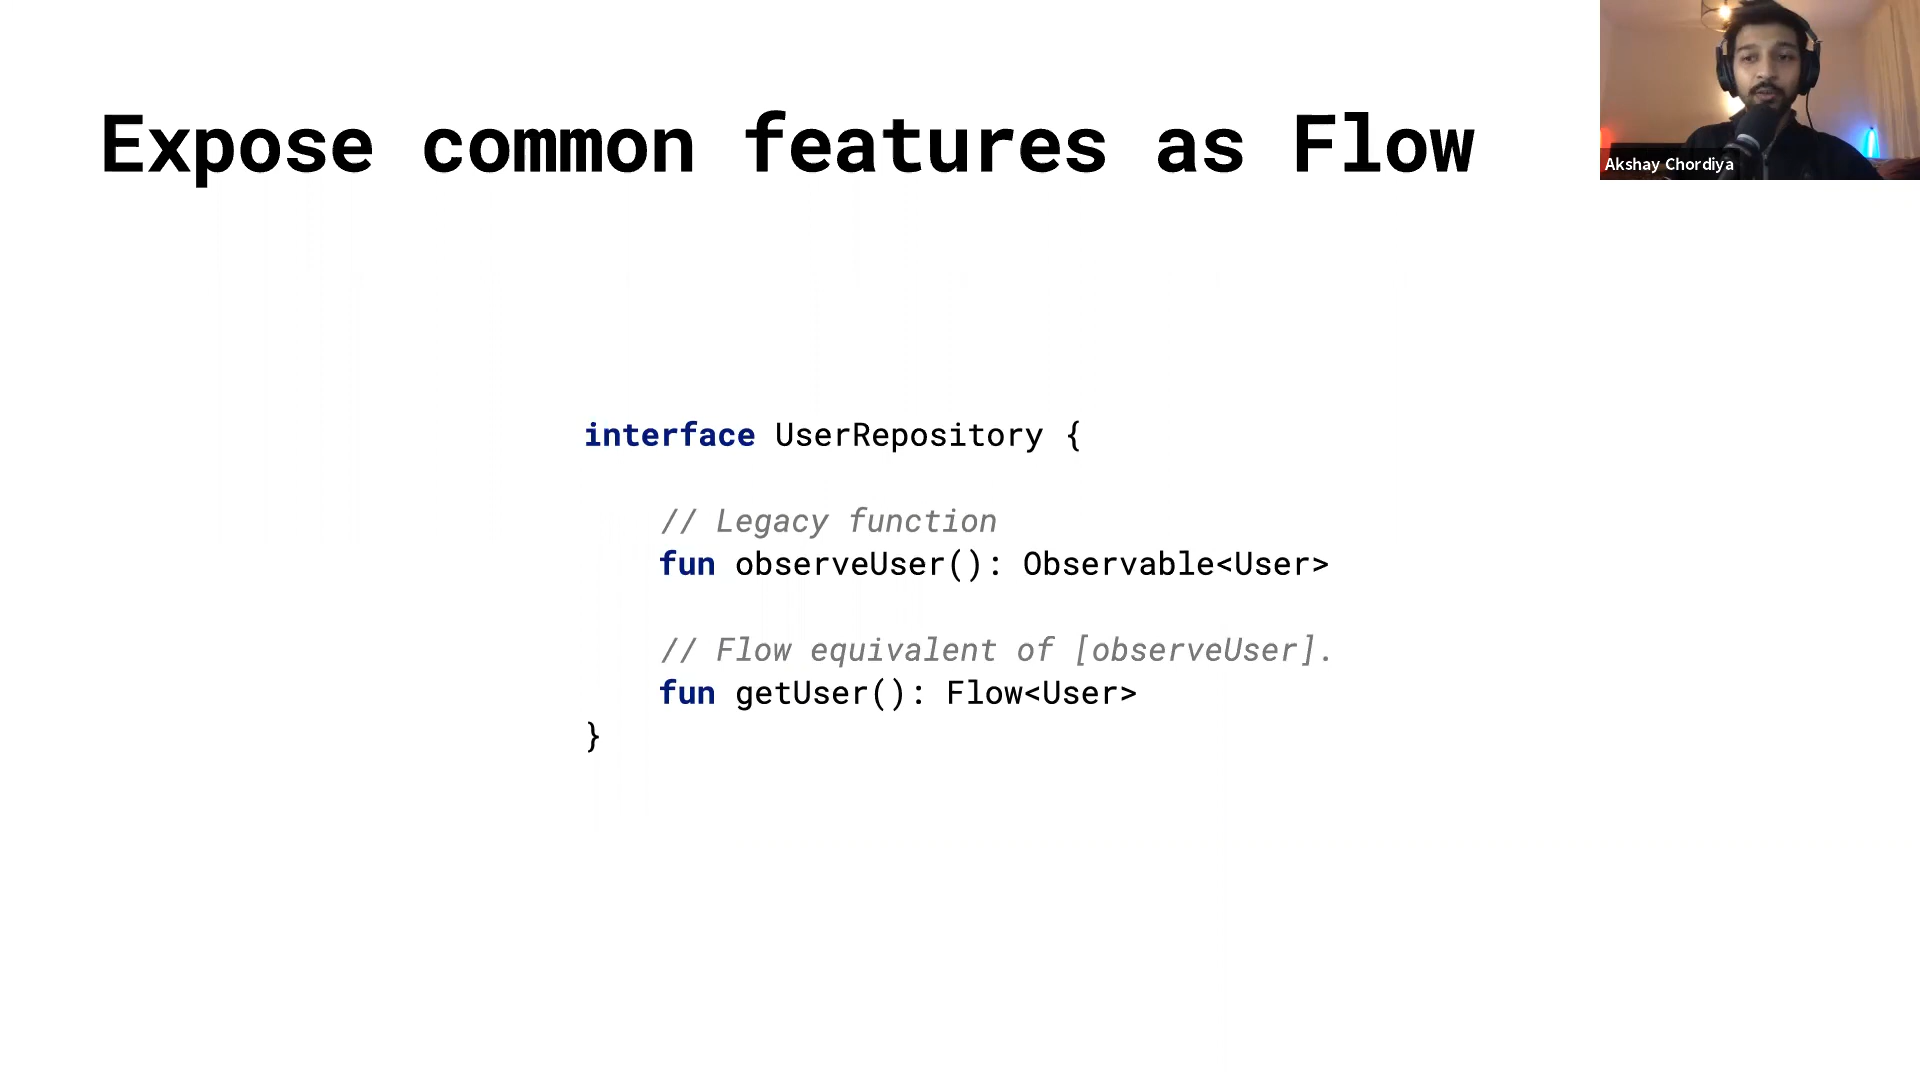 Expose common features as Flow
Akshay Chordiya
interface UserRepository {
// Legacy function
fun observeUser(): Observable<User>
// Flow equivalent of [observeUser].
fun getUser(): Flow<User>
}